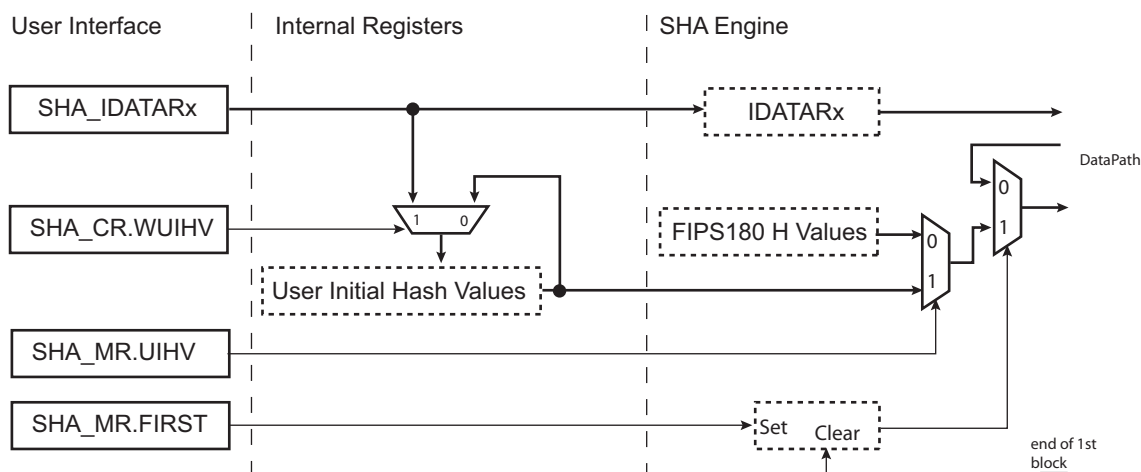 User Interface
Internal Registers
SHA Engine
SHA_IDATARx
IDATARx
DataPath
0
1
1
0
SHA_CR.WUIHV
FIPS180 H Values
0
1
User Initial Hash Values
SHA_MR.UIHV
SHA_MR.FIRST
Set
Clear
end of 1st
block